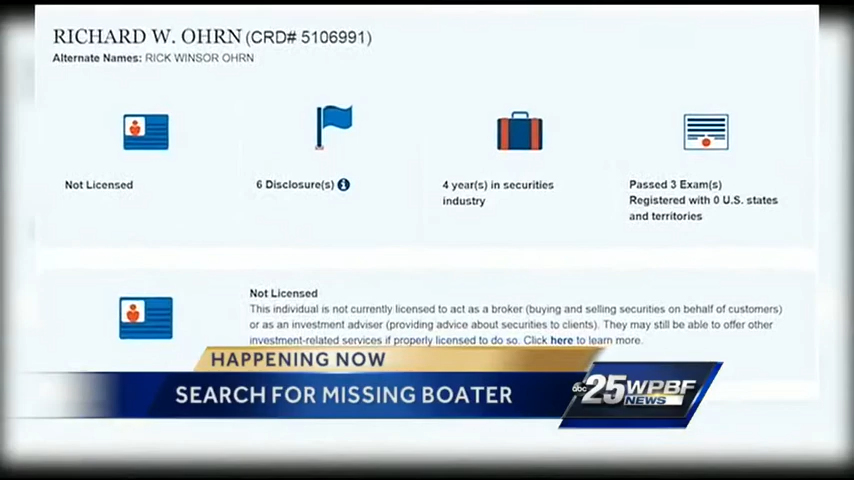 RICHARD W. OHRN (CRD# 5106991)
Alternate Names: RICK WINSOR OHRN
Not Licensed
6 Disclosure(s) i
4 year(s) in securities
industry
Passed 3 Exam(s)
Registered with 0 U.S. states
and territories
Not Licensed
This individual is not currently licensed to act as a broker (buying and selling securities on behalf of customers)
or as an investment adviser (providing advice about securities to clients). They may still be able to offer other
investment-related services if properly licensed to do so. Click here to learn more.
HAPPENING NOW
SEARCH FOR MISSING BOATER
abc 25 WPBF
NEWS